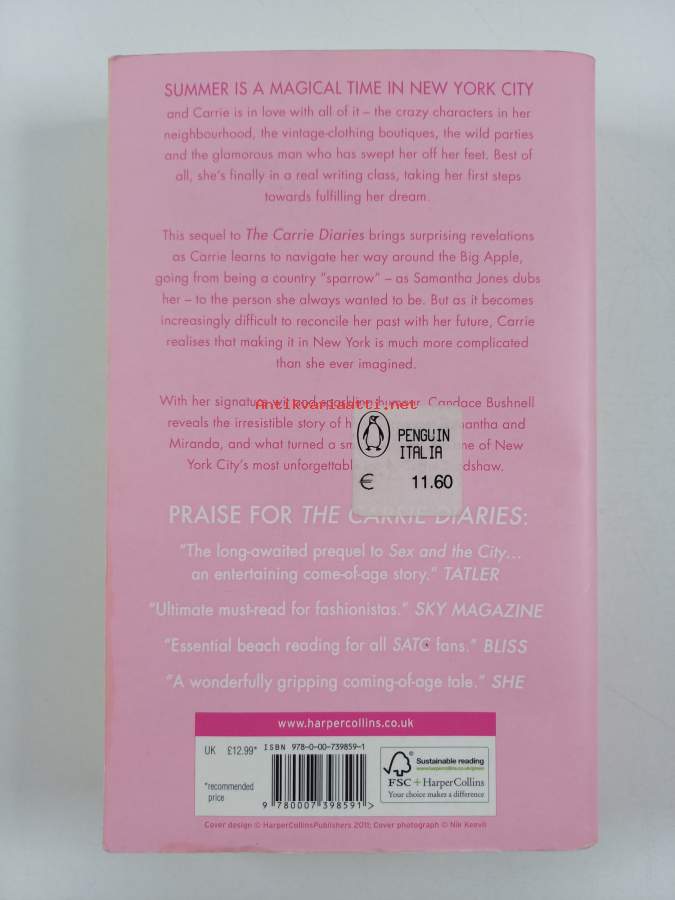 SUMMER IS A MAGICAL TIME IN NEW YORK CITY
and Carrie is in love with all of it – the crazy characters in her
neighbourhood, the vintage-clothing boutiques, the wild parties
and the glamorous man who has swept her off her feet. Best of
all, she's finally in a real writing class, taking her first steps
towards fulfilling her dream.
This sequel to The Carrie Diaries brings surprising revelations
as Carrie learns to navigate her way around the Big Apple,
going from being a country "sparrow" – as Samantha Jones dubs
her – to the person she always wanted to be. But as it becomes
increasingly difficult to reconcile her past with her future, Carrie
realises that making it in New York is much more complicated
than she ever imagined.
With her signature wit and sparkling humour, Candace Bushnell
Antikvariaatti.net
reveals the irresistible story of
Miranda, and what turned a
of New
York City's most unforgettable
PENGUIN
ITALIA
€ 11.60
PRAISE FOR THE CARRIE DIARIES:
"The long-awaited prequel to Sex and the City...
an entertaining come-of-age story." TATLER
"Ultimate must-read for fashionistas." SKY MAGAZINE
"Essential beach reading for all SATC fans." BLISS
"A wonderfully gripping coming-of-age tale." SHE
www.harpercollins.co.uk
UK £12.99*
*recommended
price
ISBN 978-0-00-739859-1
9 780007 398591 >
Sustainable reading
www.harpercollins.co.uk/green
FSC + HarperCollins
Your choice makes a difference
Cover design © HarperCollinsPublishers 2011; Cover photograph © Nik Keevil